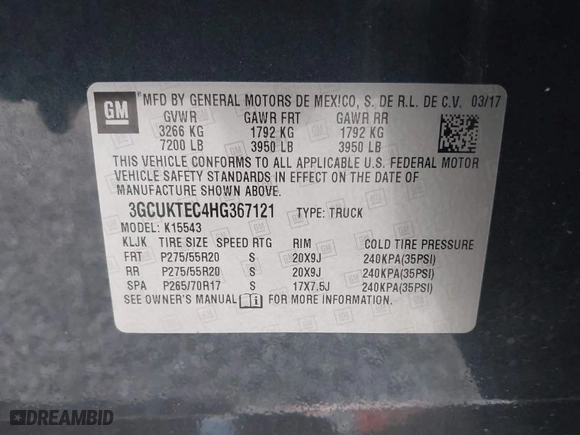 GM
MFD BY GENERAL MOTORS DE MEXICO, S. DE R.L. DE C.V. 03/17
GVWR GAWR FRT GAWR RR
3266 KG 1792 KG 1792 KG
7200 LB 3950 LB 3950 LB
THIS VEHICLE CONFORMS TO ALL APPLICABLE U.S. FEDERAL MOTOR
VEHICLE SAFETY STANDARDS IN EFFECT ON THE DATE OF
MANUFACTURE SHOWN ABOVE.
3GCUKTEC4HG367121 TYPE: TRUCK
MODEL: K15543
KLJK TIRE SIZE SPEED RTG RIM COLD TIRE PRESSURE
FRT P275/55R20 S 20X9J 240KPA(35PSI)
RR P275/55R20 S 20X9J 240KPA(35PSI)
SPA P265/70R17 S 17X7.5J 240KPA(35PSI)
SEE OWNER'S MANUAL FOR MORE INFORMATION.
DREAMBID